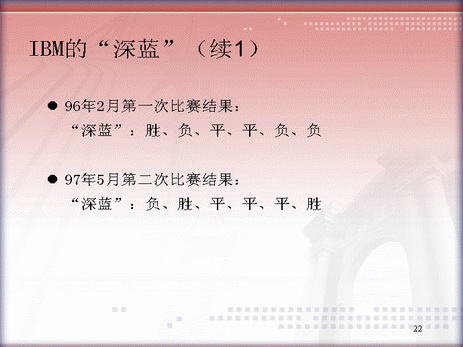 IBM的“深蓝”（续1）
● 96年2月第一次比赛结果：
“深蓝”：胜、负、平、平、负、负
● 97年5月第二次比赛结果：
“深蓝”：负、胜、平、平、平、胜
22